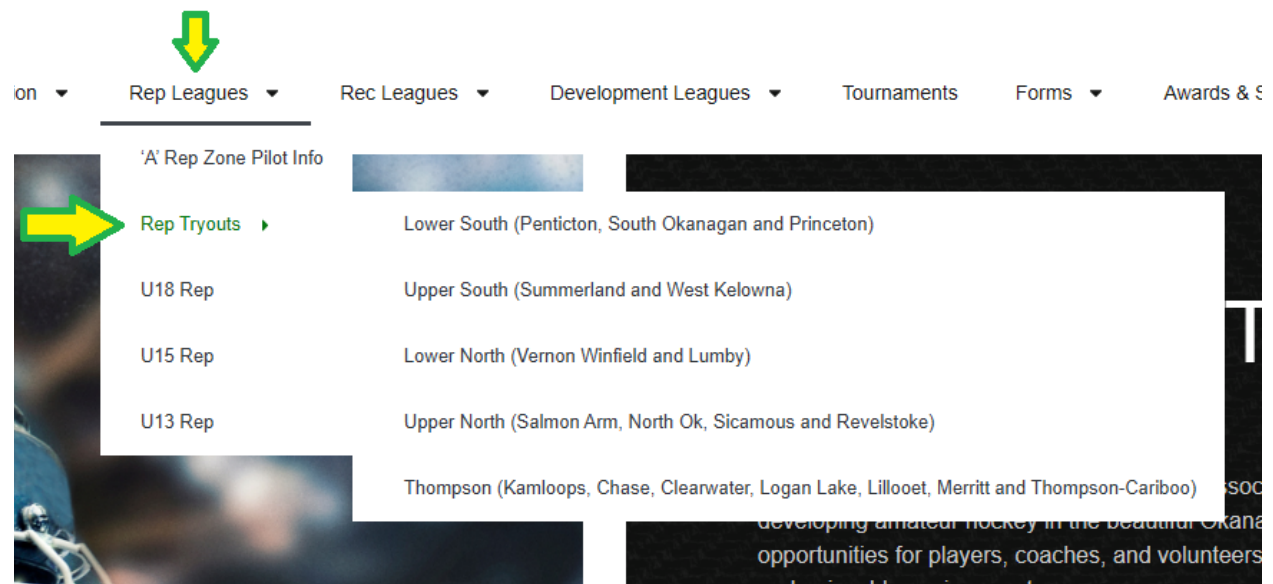 ion
Rep Leagues
Rec Leagues
Development Leagues
Tournaments
Forms
Awards & S
'A' Rep Zone Pilot Info
Rep Tryouts
Lower South (Penticton, South Okanagan and Princeton)
U18 Rep
Upper South (Summerland and West Kelowna)
U15 Rep
Lower North (Vernon Winfield and Lumby)
U13 Rep
Upper North (Salmon Arm, North Ok, Sicamous and Revelstoke)
Thompson (Kamloops, Chase, Clearwater, Logan Lake, Lillooet, Merritt and Thompson-Cariboo)
T
ssoc
developing amateur hockey in the beautiful Okana
opportunities for players, coaches, and volunteers